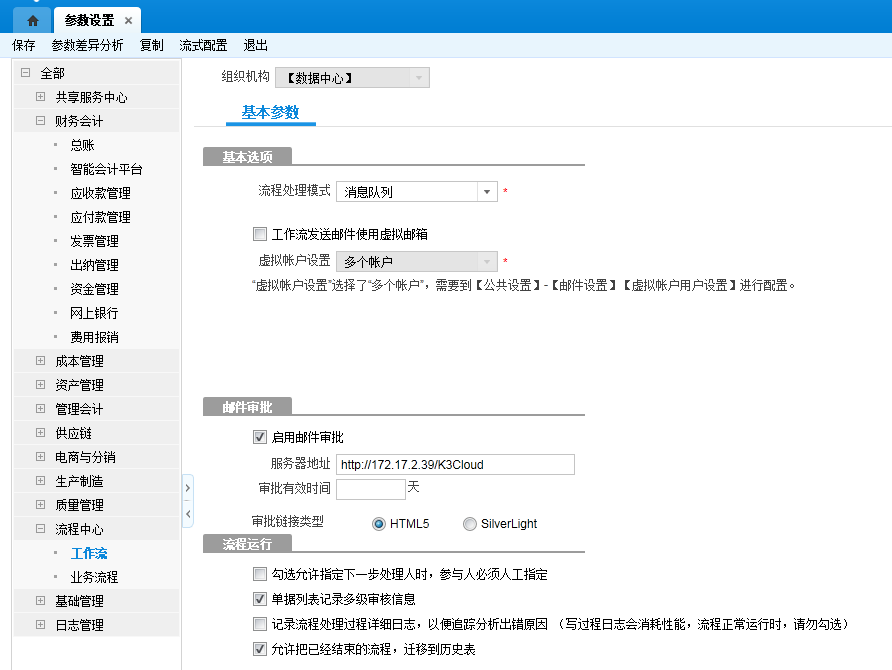 参数设置 ×
保存 参数差异分析 复制 流式配置 退出
全部
共享服务中心
财务会计
总账
智能会计平台
应收款管理
应付款管理
发票管理
出纳管理
资金管理
网上银行
费用报销
成本管理
资产管理
管理会计
供应链
电商与分销
生产制造
质量管理
流程中心
工作流
业务流程
基础管理
日志管理
组织机构 【数据中心】
基本参数
基本选项
流程处理模式 消息队列 *
工作流发送邮件使用虚拟邮箱
虚拟帐户设置 多个帐户 *
“虚拟帐户设置”选择了“多个帐户”，需要到【公共设置】-【邮件设置】【虚拟帐户用户设置】进行配置。
邮件审批
启用邮件审批
服务器地址 http://172.17.2.39/K3Cloud
审批有效时间 天
审批链接类型 HTML5 SilverLight
流程运行
勾选允许指定下一步处理人时，参与人必须人工指定
单据列表记录多级审核信息
记录流程处理过程详细日志，以便追踪分析出错原因 （写过程日志会消耗性能，流程正常运行时，请勿勾选）
允许把已经结束的流程，迁移到历史表